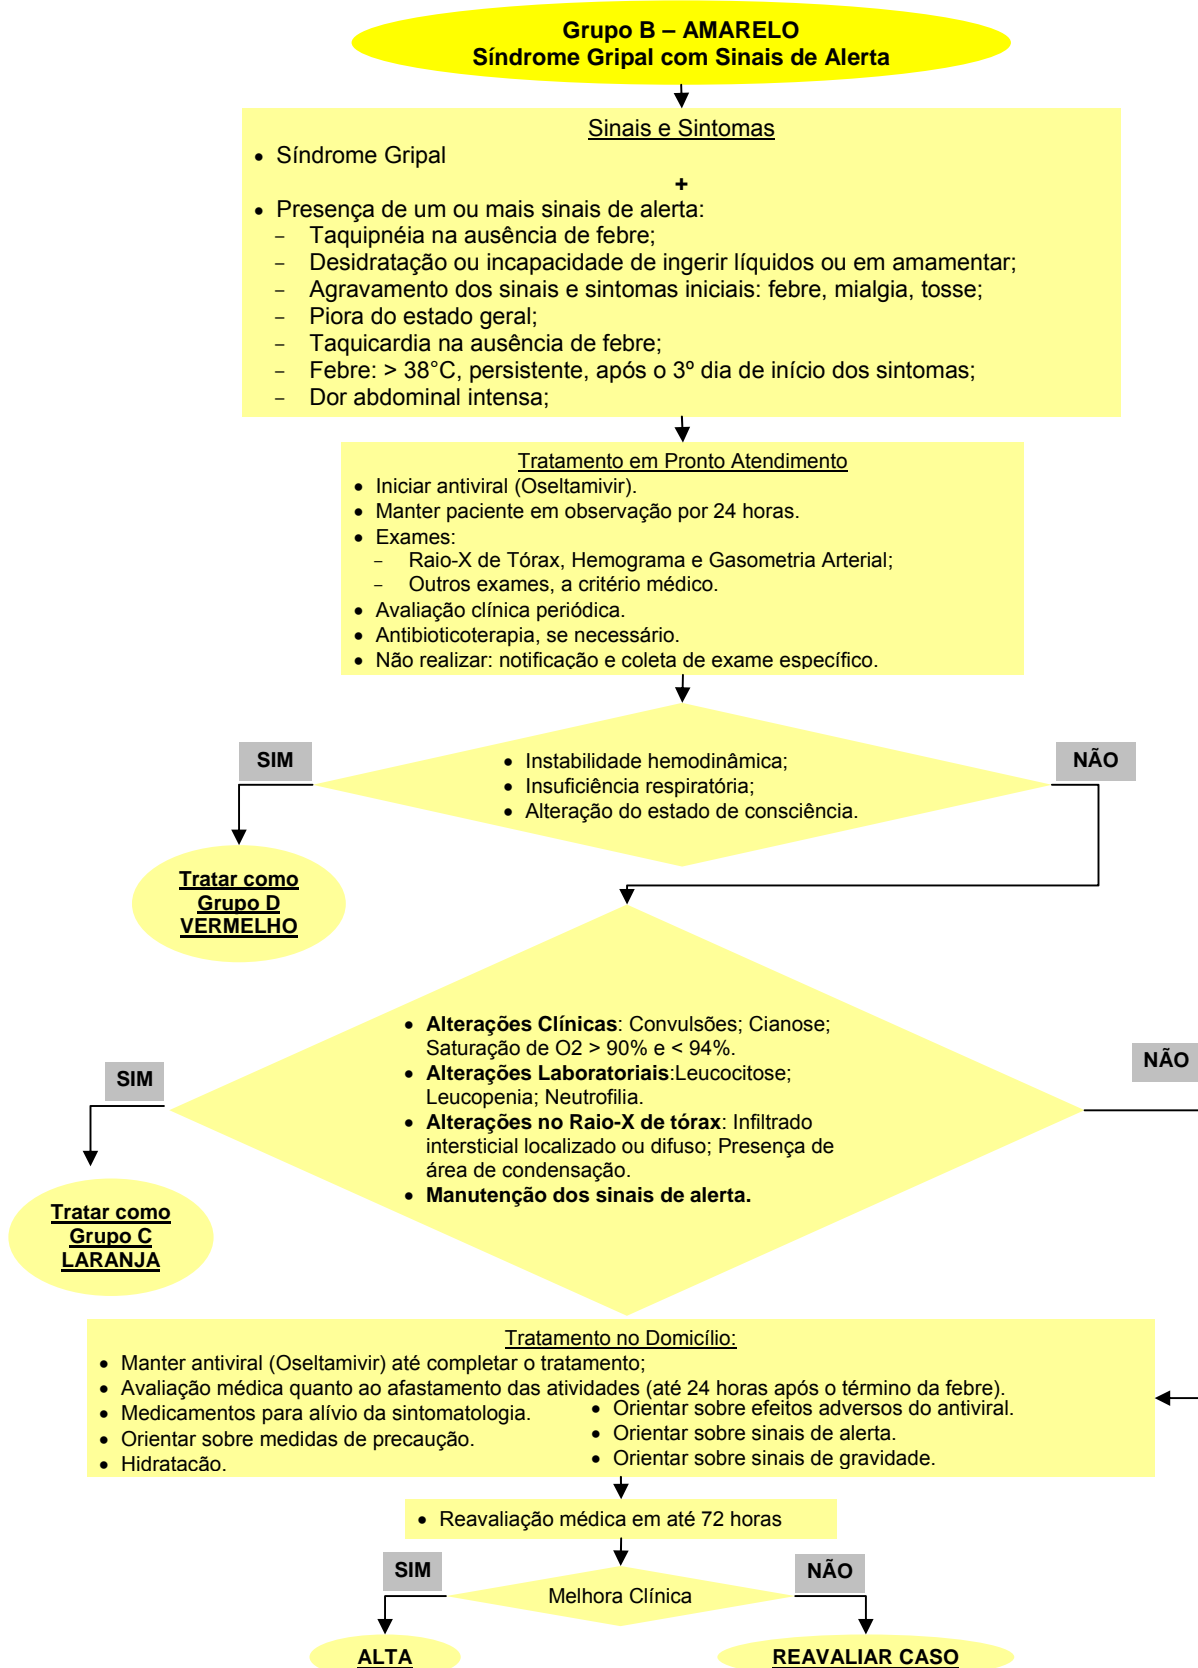 Grupo B – AMARELO
Síndrome Gripal com Sinais de Alerta
Sinais e Sintomas
• Síndrome Gripal
+
• Presença de um ou mais sinais de alerta:
– Taquipnéia na ausência de febre;
– Desidratação ou incapacidade de ingerir líquidos ou em amamentar;
– Agravamento dos sinais e sintomas iniciais: febre, mialgia, tosse;
– Piora do estado geral;
– Taquicardia na ausência de febre;
– Febre: > 38°C, persistente, após o 3º dia de início dos sintomas;
– Dor abdominal intensa;
Tratamento em Pronto Atendimento
• Iniciar antiviral (Oseltamivir).
• Manter paciente em observação por 24 horas.
• Exames:
– Raio-X de Tórax, Hemograma e Gasometria Arterial;
– Outros exames, a critério médico.
• Avaliação clínica periódica.
• Antibioticoterapia, se necessário.
• Não realizar: notificação e coleta de exame específico.
SIM
NÃO
• Instabilidade hemodinâmica;
• Insuficiência respiratória;
• Alteração do estado de consciência.
Tratar como
Grupo D
VERMELHO
• Alterações Clínicas: Convulsões; Cianose;
Saturação de O2 > 90% e < 94%.
• Alterações Laboratoriais:Leucocitose;
Leucopenia; Neutrofilia.
• Alterações no Raio-X de tórax: Infiltrado
intersticial localizado ou difuso; Presença de
área de condensação.
• Manutenção dos sinais de alerta.
SIM
NÃO
Tratar como
Grupo C
LARANJA
Tratamento no Domicílio:
• Manter antiviral (Oseltamivir) até completar o tratamento;
• Avaliação médica quanto ao afastamento das atividades (até 24 horas após o término da febre).
• Medicamentos para alívio da sintomatologia.
• Orientar sobre medidas de precaução.
• Hidratação.
• Orientar sobre efeitos adversos do antiviral.
• Orientar sobre sinais de alerta.
• Orientar sobre sinais de gravidade.
• Reavaliação médica em até 72 horas
SIM
NÃO
Melhora Clínica
ALTA
REAVALIAR CASO